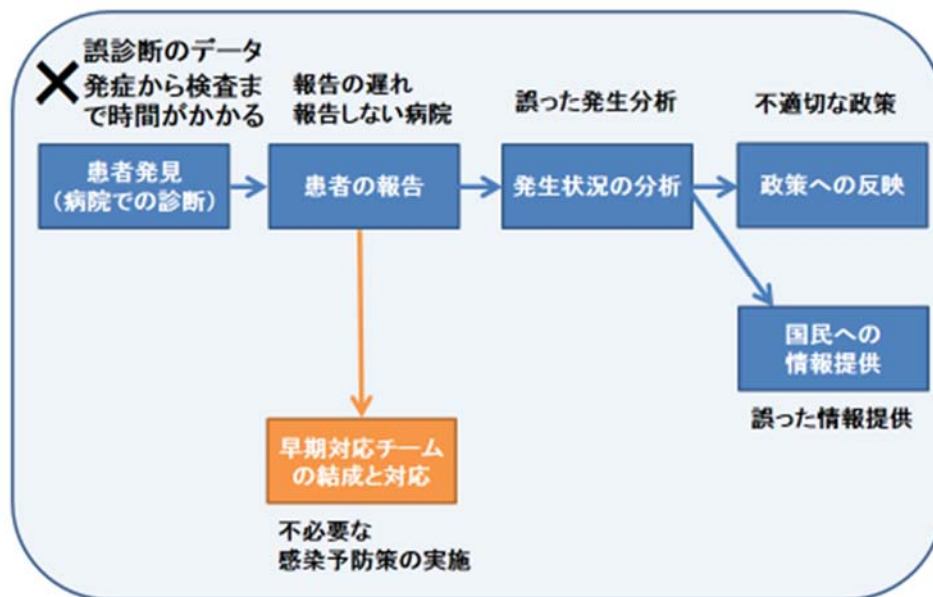 誤診断のデータ
発症から検査ま
で時間がかかる
報告の遅れ
報告しない病院
誤った発生分析
不適切な政策
患者発見
（病院での診断）
患者の報告
発生状況の分析
政策への反映
国民への
情報提供
誤った情報提供
早期対応チーム
の結成と対応
不必要な
感染予防策の実施